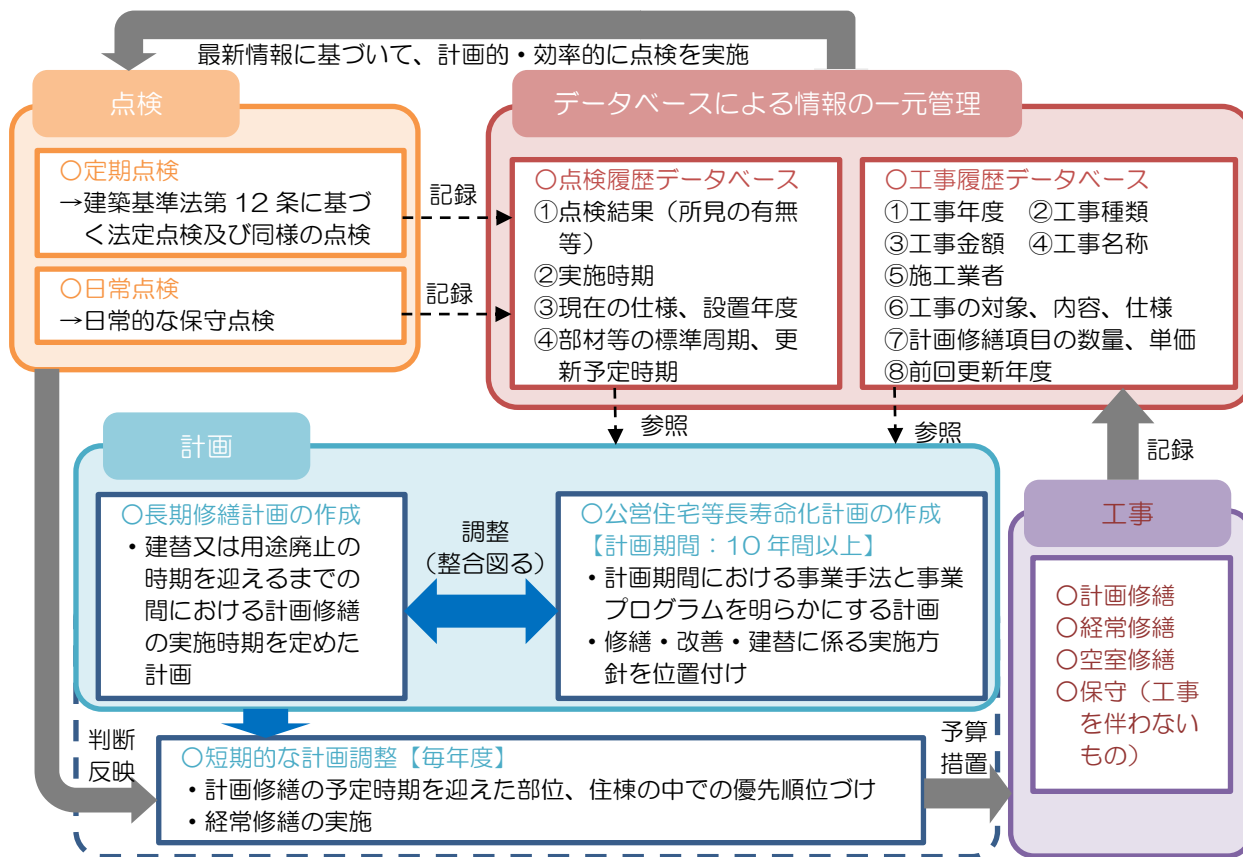 最新情報に基づいて、計画的・効率的に点検を実施
点検
○定期点検
→建築基準法第 12 条に基づ
く法定点検及び同様の点検
○日常点検
→日常的な保守点検
記録
記録
データベースによる情報の一元管理
○点検履歴データベース
①点検結果（所見の有無
等）
②実施時期
③現在の仕様、設置年度
④部材等の標準周期、更
新予定時期
○工事履歴データベース
①工事年度　②工事種類
③工事金額　④工事名称
⑤施工業者
⑥工事の対象、内容、仕様
⑦計画修繕項目の数量、単価
⑧前回更新年度
参照
参照
記録
計画
○長期修繕計画の作成
・建替又は用途廃止の
時期を迎えるまでの
間における計画修繕
の実施時期を定めた
計画
調整
（整合図る）
○公営住宅等長寿命化計画の作成
【計画期間：10 年間以上】
・計画期間における事業手法と事業
プログラムを明らかにする計画
・修繕・改善・建替に係る実施方
針を位置付け
工事
○計画修繕
○経常修繕
○空室修繕
○保守（工事
を伴わない
もの）
判断
反映
○短期的な計画調整【毎年度】
・計画修繕の予定時期を迎えた部位、住棟の中での優先順位づけ
・経常修繕の実施
予算
措置